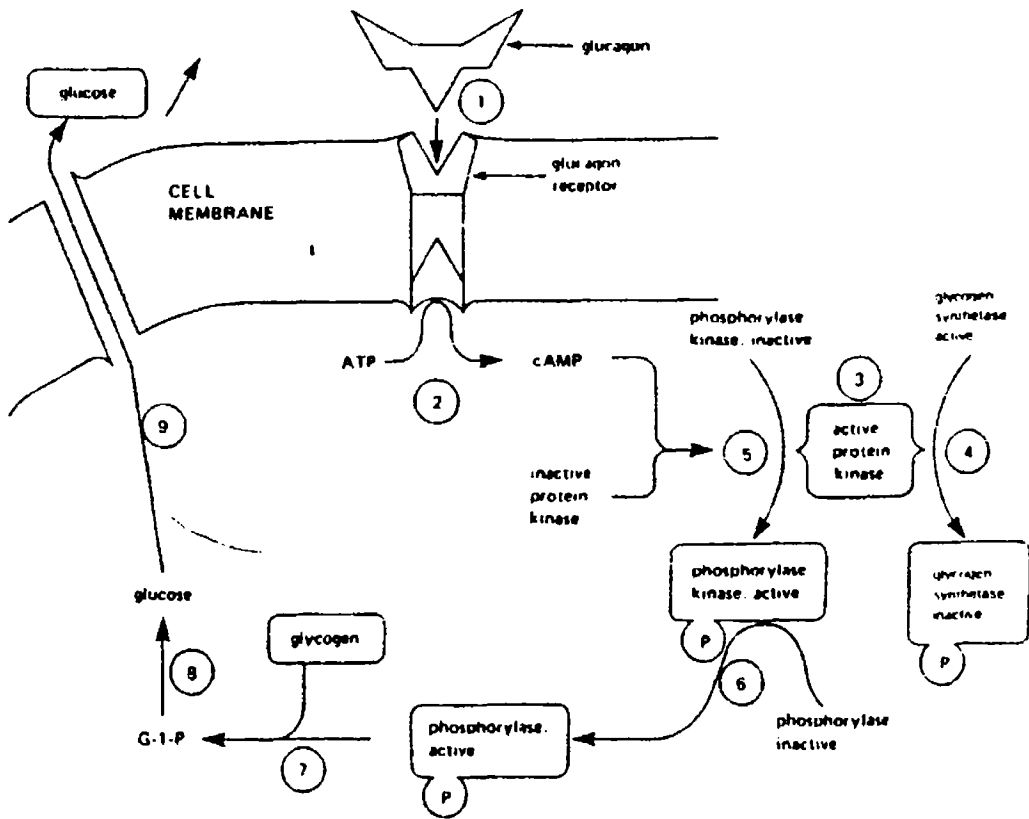 glucagon
glucose
1
glucagon
receptor
CELL
MEMBRANE
phosphorylase
kinase, inactive
glycogen
synthetase
active
ATP
cAMP
2
3
9
5
active
protein
kinase
4
inactive
protein
kinase
phosphorylase
kinase, active
P
glycogen
synthetase
inactive
P
glucose
glycogen
8
6
G-1-P
phosphorylase,
active
P
phosphorylase
inactive
7